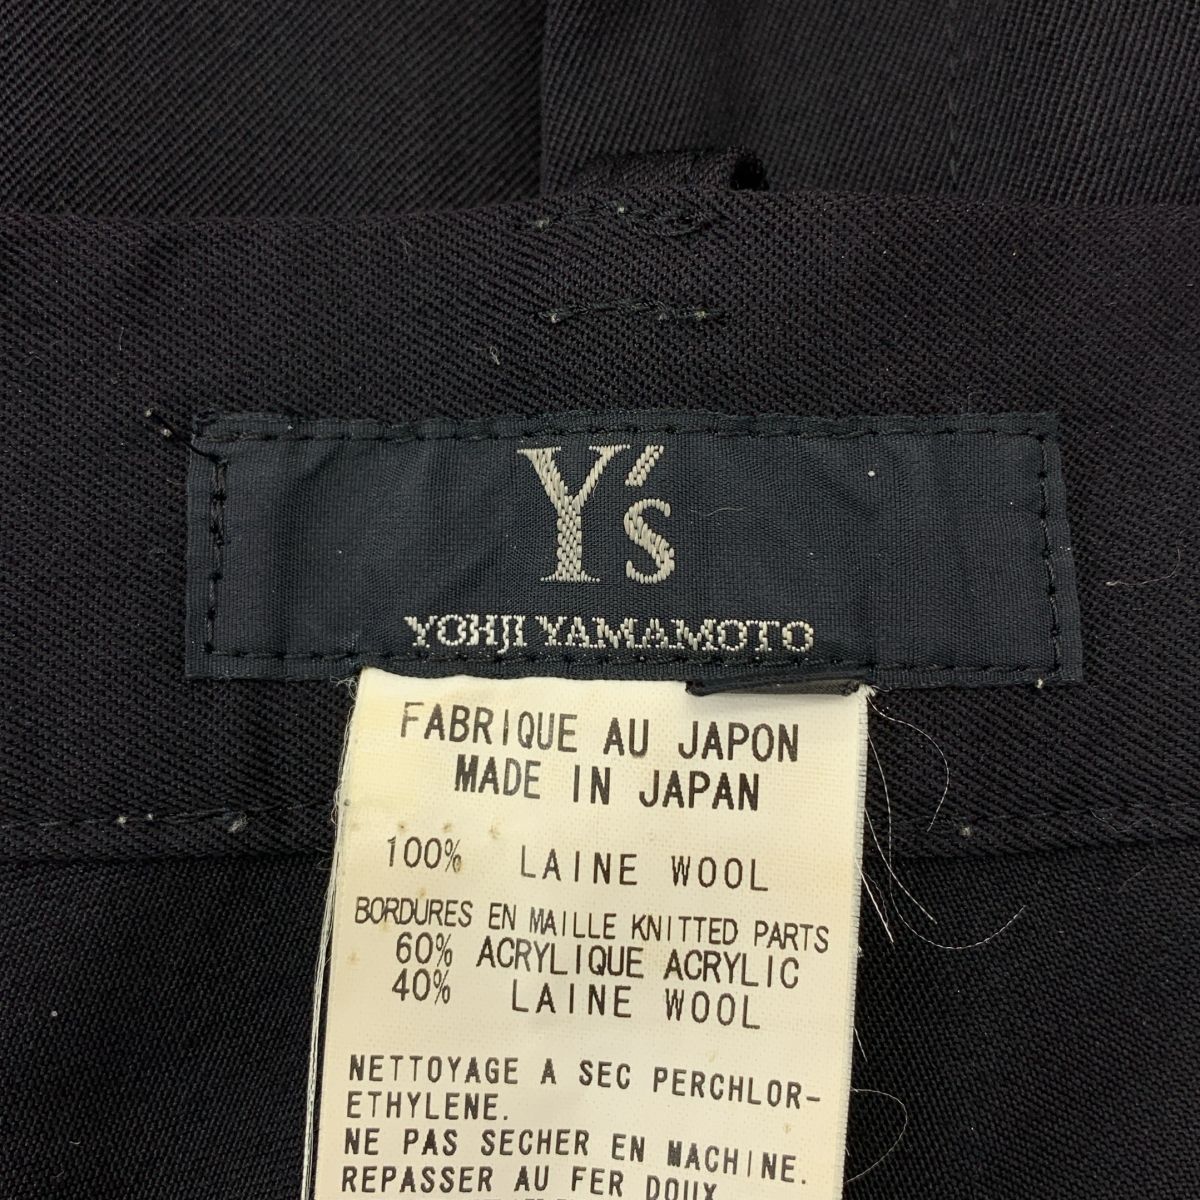 Y's
YOHJI YAMAMOTO
FABRIQUE AU JAPON
MADE IN JAPAN
100% LAINE WOOL
BORDURES EN MAILLE KNITTED PARTS
60% ACRYLIQUE ACRYLIC
40% LAINE WOOL
NETTOYAGE A SEC PERCHLOR-
ETHYLENE.
NE PAS SECHER EN MACHINE.
REPASSER AU FER DOUX